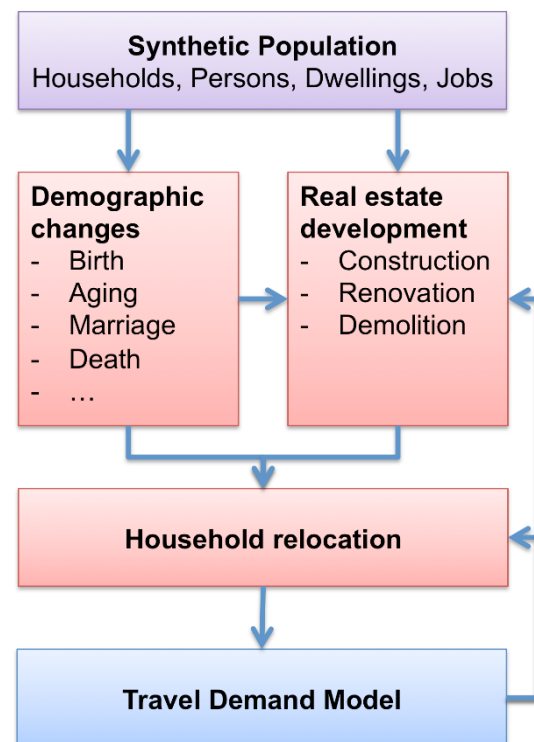 Synthetic Population
Households, Persons, Dwellings, Jobs
Demographic
changes
- Birth
- Aging
- Marriage
- Death
- …
Real estate
development
- Construction
- Renovation
- Demolition
Household relocation
Travel Demand Model